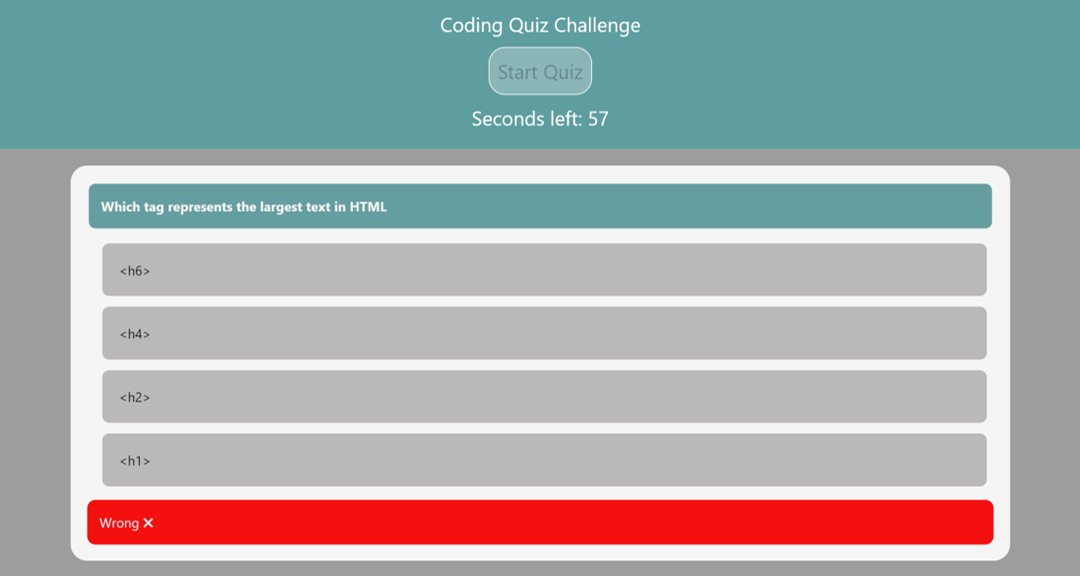 Coding Quiz Challenge
Start Quiz
Seconds left: 57
Which tag represents the largest text in HTML
<h6>
<h4>
<h2>
<h1>
Wrong ✕